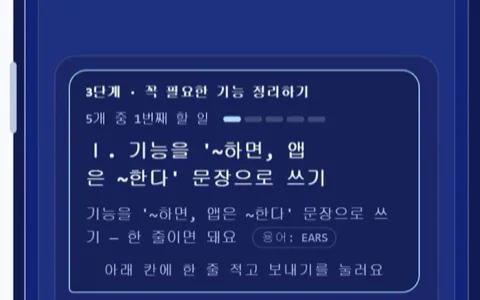 3단계 · 꼭 필요한 기능 정리하기
5개 중 1번째 할 일
1. 기능을 '~하면, 앱
은 ~한다' 문장으로 쓰기
기능을 '~하면, 앱은 ~한다' 문장으로 쓰
기 — 한 줄이면 돼요 용어: EARS
아래 칸에 한 줄 적고 보내기를 눌러요